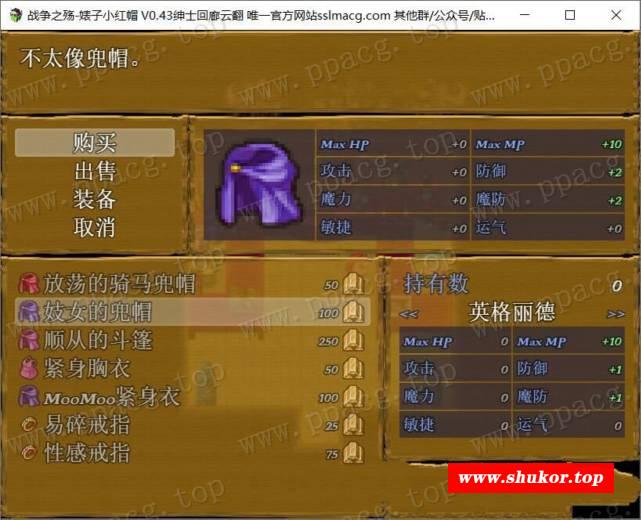 战争之殇-婊子小红帽 V0.43绅士回廊云翻 唯一官方网站sslmacg.com 其他群/公众号/贴...
不太像兜帽。
购买
出售
装备
取消
Max HP +0 Max MP +10
攻击 +0 防御 +2
魔力 +0 魔防 +2
敏捷 +0 运气 +0
放荡的骑马兜帽 50
妓女的兜帽 100
顺从的斗篷 250
紧身胸衣 50
MooMoo紧身衣 100
易碎戒指 25
性感戒指 75
持有数 0
<< 英格丽德 >>
Max HP 0 Max MP +10
攻击 0 防御 +1
魔力 0 魔防 +1
敏捷 0 运气 0
www.shukor.top
www.ppacg.top